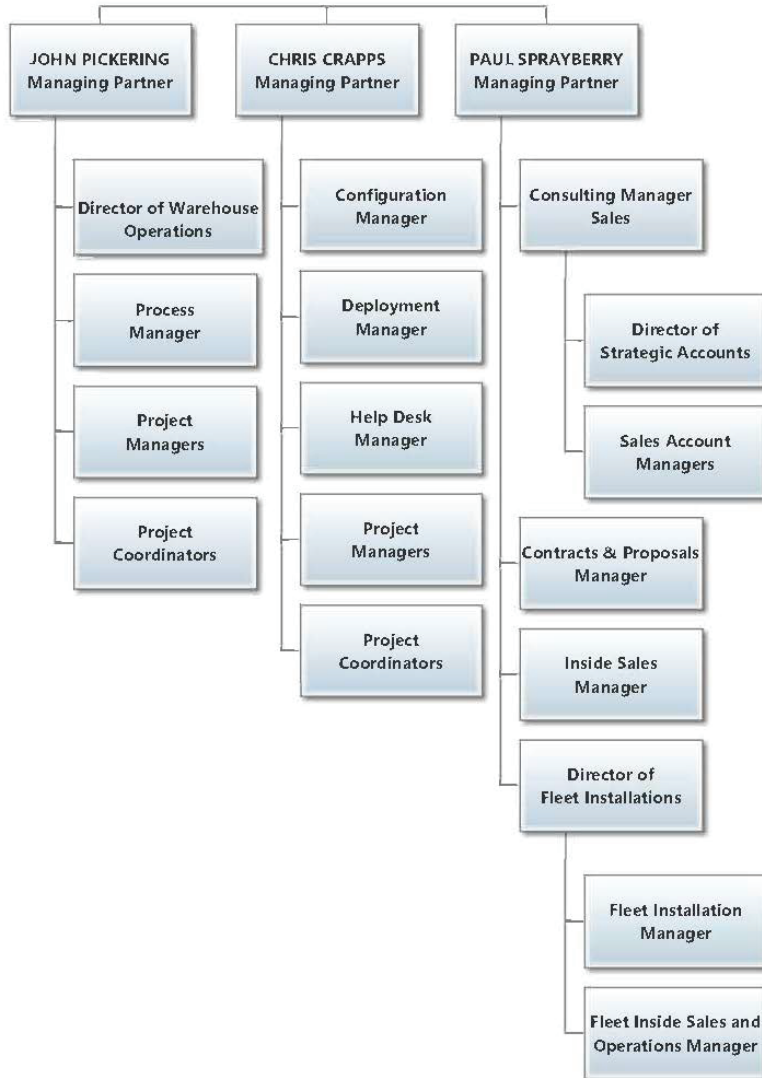 JOHN PICKERING
Managing Partner
Director of Warehouse
Operations
Process
Manager
Project
Managers
Project
Coordinators
CHRIS CRAPPS
Managing Partner
Configuration
Manager
Deployment
Manager
Help Desk
Manager
Project
Managers
Project
Coordinators
PAUL SPRAYBERRY
Managing Partner
Consulting Manager
Sales
Director of
Strategic Accounts
Sales Account
Managers
Contracts & Proposals
Manager
Inside Sales
Manager
Director of
Fleet Installations
Fleet Installation
Manager
Fleet Inside Sales and
Operations Manager